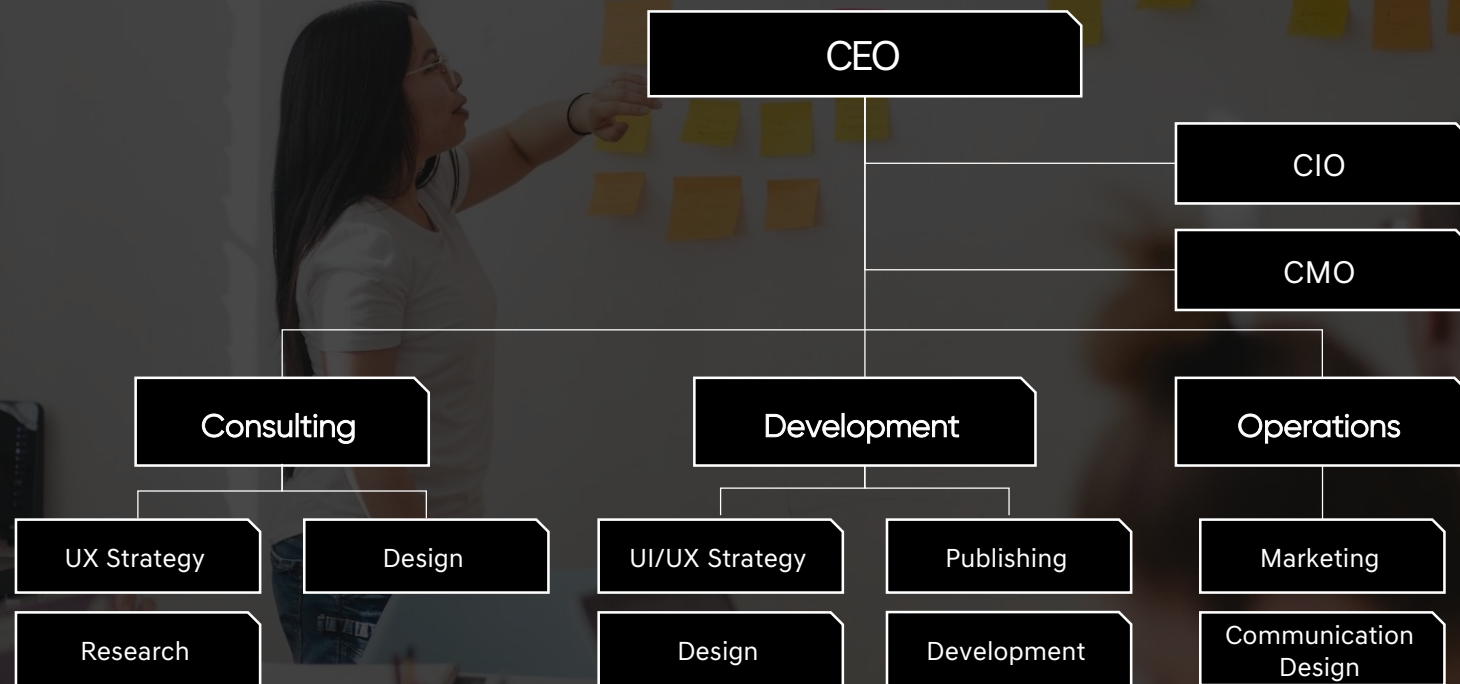 CEO
CIO
CMO
Consulting
Development
Operations
UX Strategy
Design
UI/UX Strategy
Publishing
Marketing
Research
Design
Development
Communication
Design